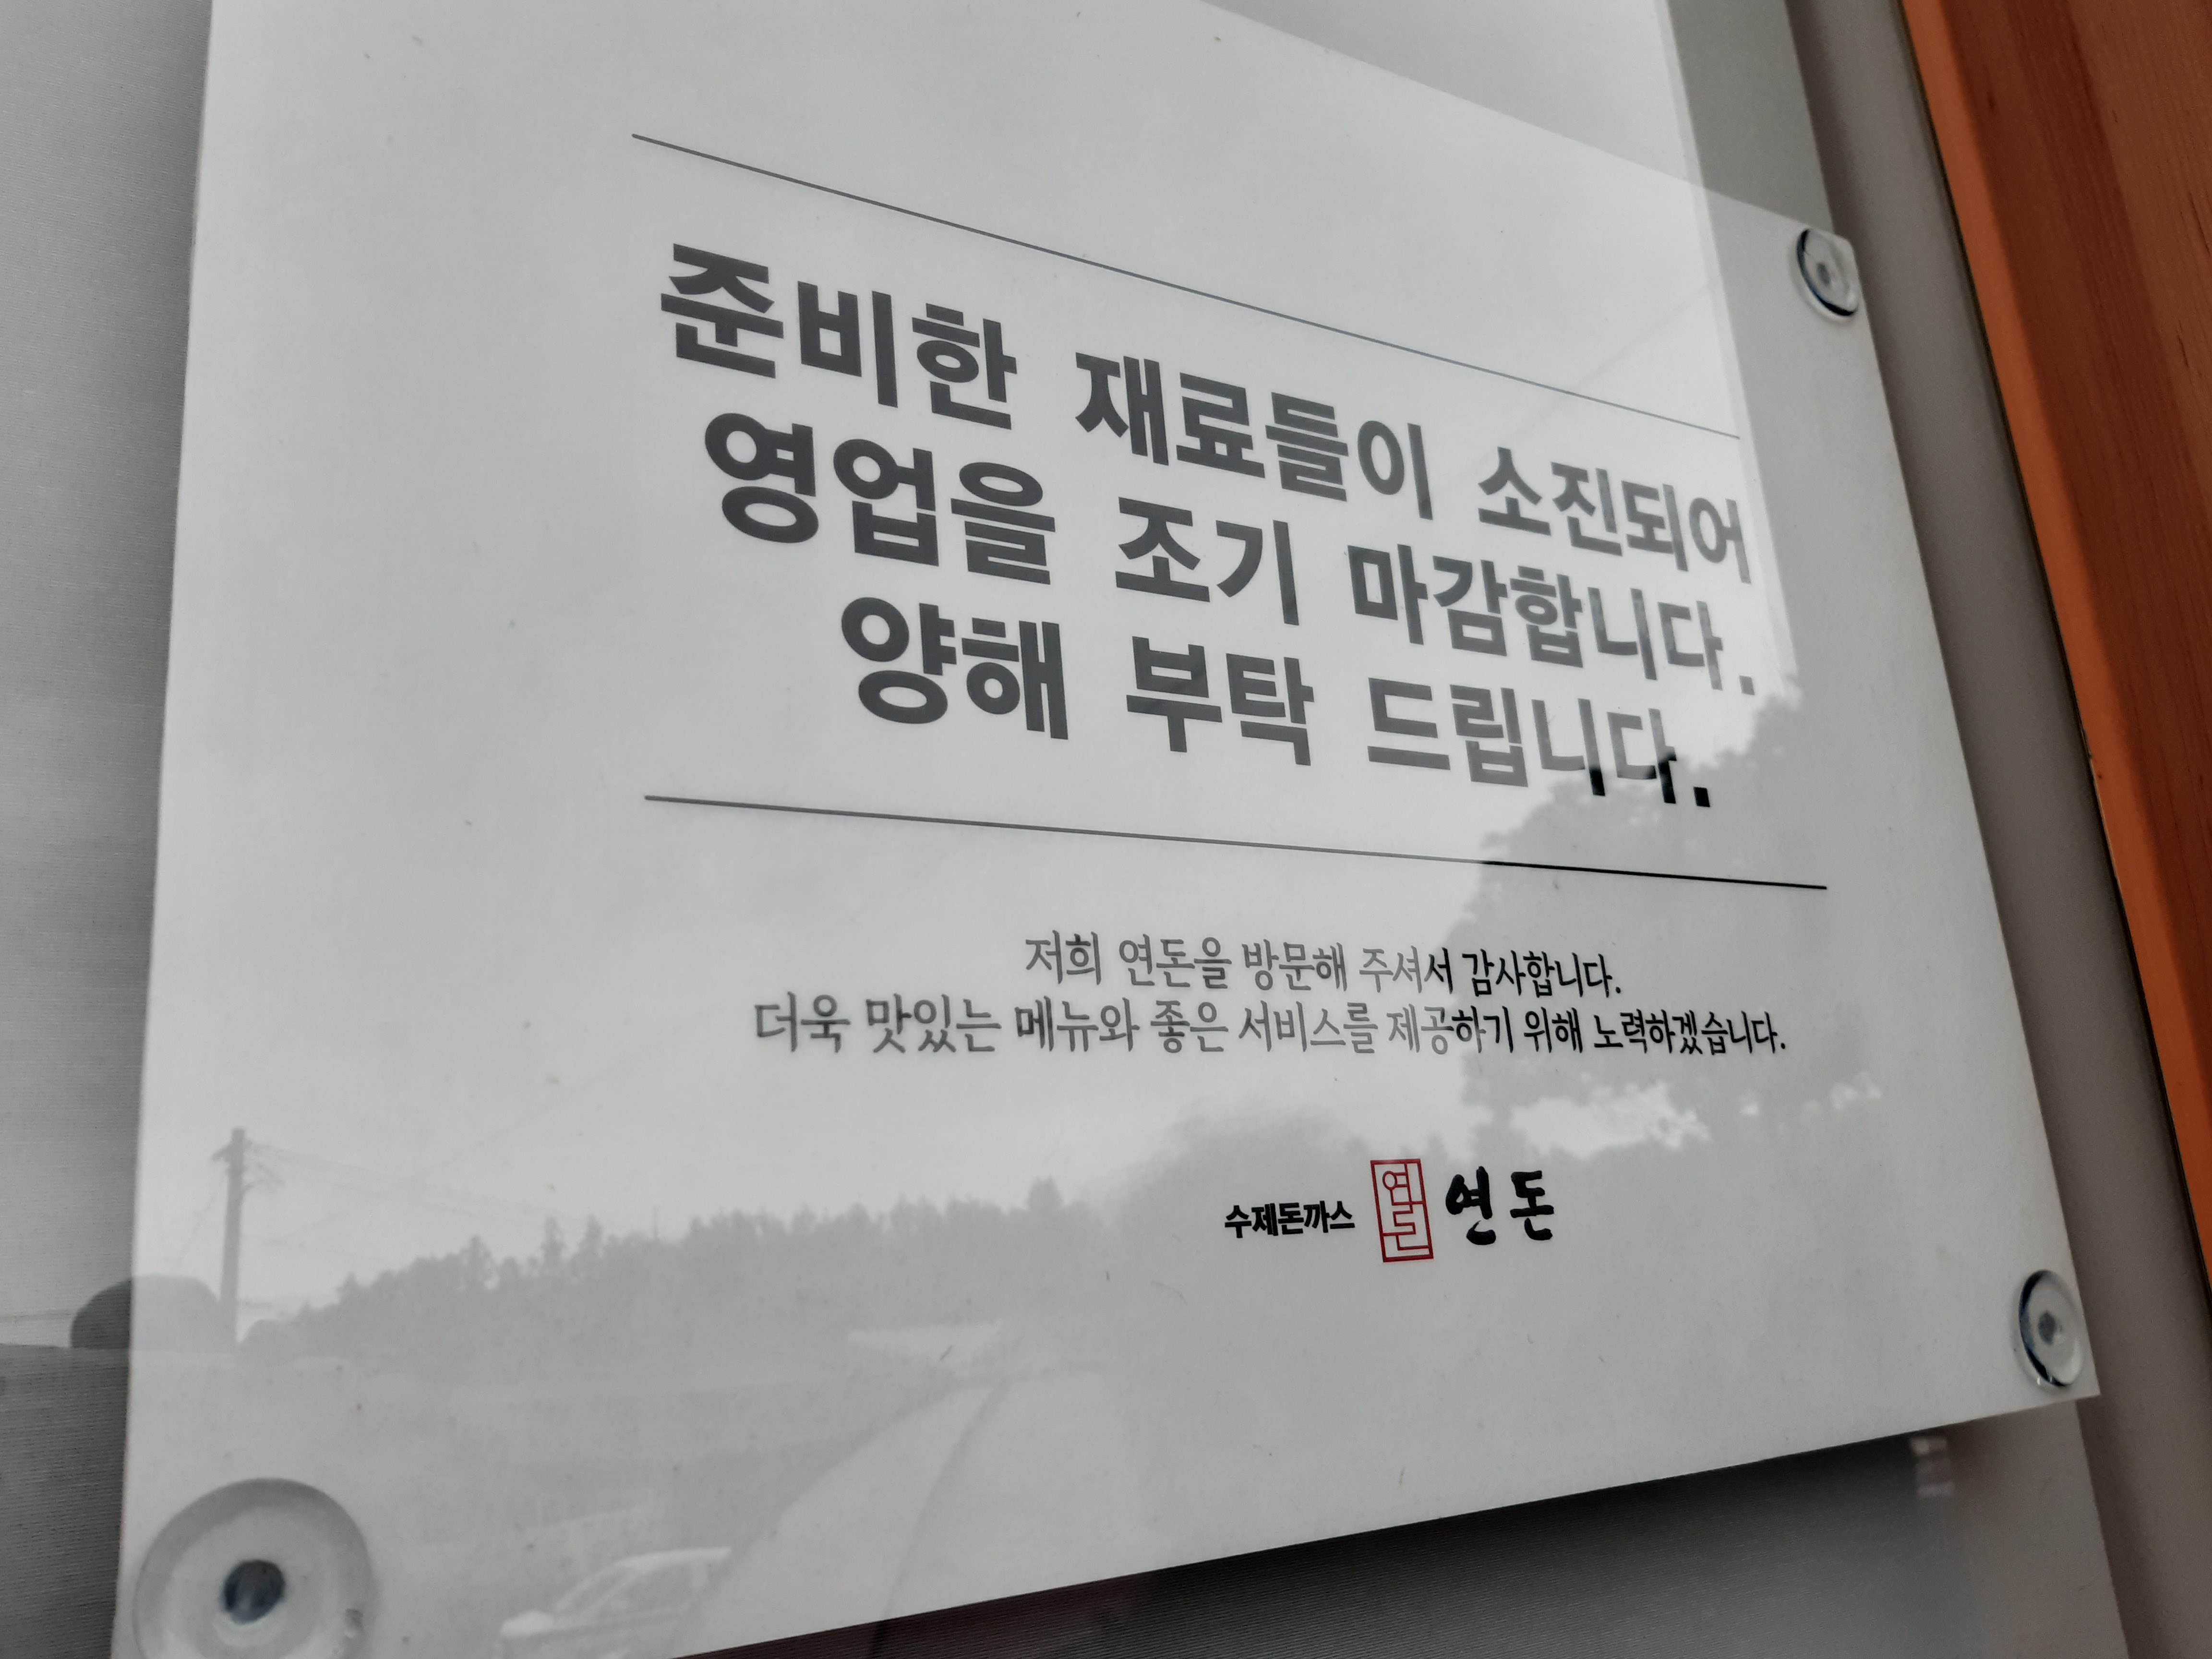 준비한 재료들이 소진되어
영업을 조기 마감합니다.
양해 부탁 드립니다.
저희 연돈을 방문해 주셔서 감사합니다.
더욱 맛있는 메뉴와 좋은 서비스를 제공하기 위해 노력하겠습니다.
수제돈까스 연돈 연돈